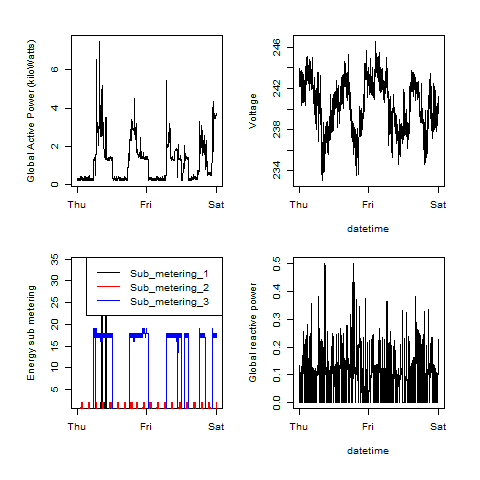 Global Active Power (kiloWatts)
0 2 4 6
Thu Fri Sat
Voltage
234 238 242 246
Thu Fri Sat
datetime
Energy sub metering
5 10 15 20 25 30 35
Sub_metering_1
Sub_metering_2
Sub_metering_3
Thu Fri Sat
Global reactive power
0.0 0.1 0.2 0.3 0.4 0.5
Thu Fri Sat
datetime